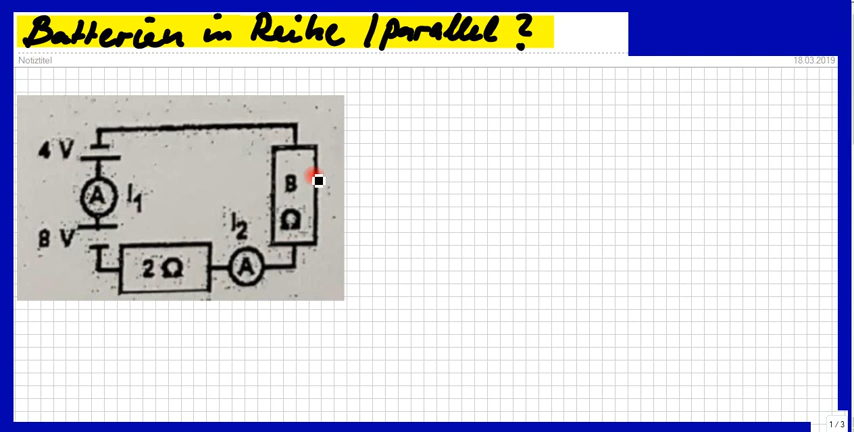 Batterien in Reihe / parallel ?
Notiztitel
18.03.2019
4 V
A I1
8 V
2 Ω
I2
A
8
Ω
1 / 3